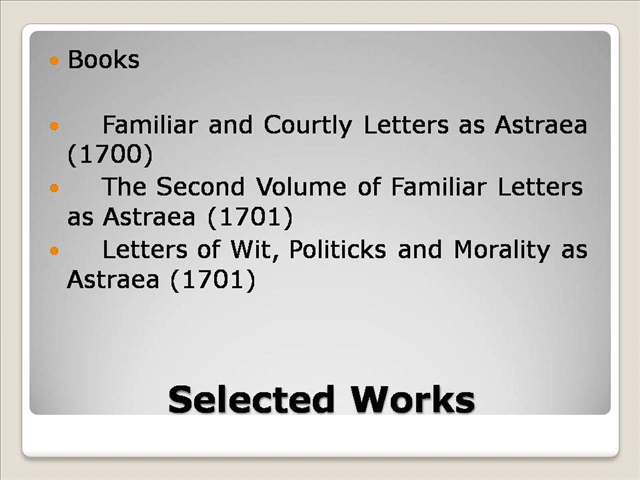 Books
Familiar and Courtly Letters as Astraea
(1700)
The Second Volume of Familiar Letters
as Astraea (1701)
Letters of Wit, Politicks and Morality as
Astraea (1701)
Selected Works